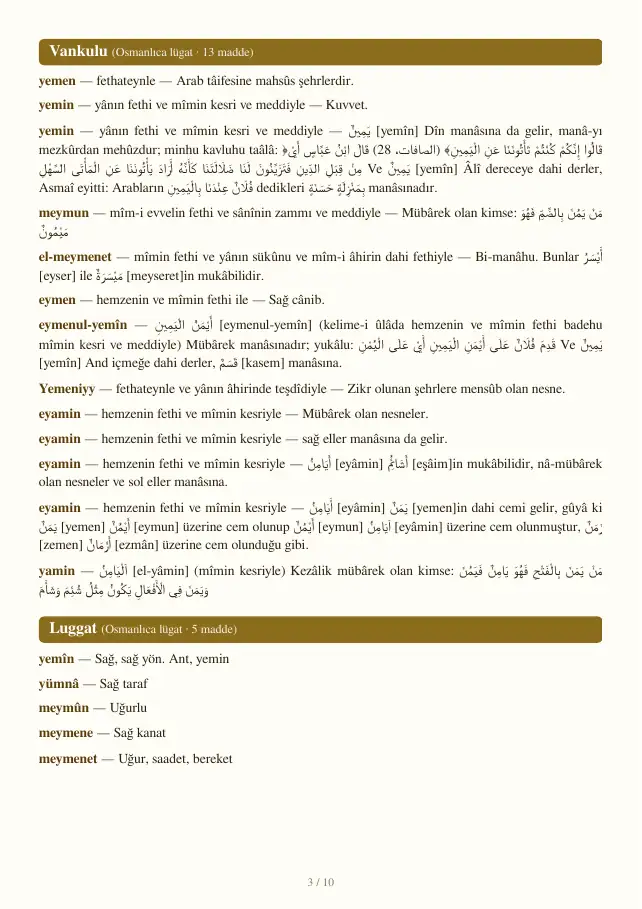 Vankulu (Osmanlıca lügat · 13 madde)
yemen — fethateynle — Arab tâifesine mahsûs şehrlerdir.
yemin — yânın fethi ve mîmin kesri ve meddiyle — Kuvvet.
yemin — yânın fethi ve mîmin kesri ve meddiyle — يَمِينٌ [yemîn] Dîn manâsına da gelir, manâ-yı
mezkûrdan mehûzdur; minhu kavluhu taâlâ: ﴿قَالُوا إِنَّكُمْ كُنْتُمْ تَأْتُونَنَا عَنِ الْيَمِينِ﴾ (الصافات، 28) قَالَ ابْنُ عَبَّاسٍ أَيْ
مِنْ قِبَلِ الدِّينِ فَتُزَيِّنُونَ لَنَا ضَلَالَتَنَا كَأَنَّهُ أَرَادَ يَأْتُونَنَا عَنِ الْمَأْتَى السَّهْلِ Ve يَمِينٌ [yemîn] Âlî dereceye dahi derler,
Asmaî eyitti: Arabların فُلَانٌ عِنْدَنَا بِالْيَمِينِ dedikleri بِمَنْزِلَةٍ حَسَنَةٍ manâsınadır.
meymun — mîm-i evvelin fethi ve sânînin zammı ve meddiyle — Mübârek olan kimse: مَنْ يَمُنَ بِالضَّمِّ فَهُوَ
مَيْمُونٌ
el-meymenet — mîmin fethi ve yânın sükûnu ve mîm-i âhirin dahi fethiyle — Bi-manâhu. Bunlar أَيْسَرُ
[eyser] ile مَيْسَرَةٌ [meyseret]in mukâbilidir.
eymen — hemzenin ve mîmin fethi ile — Sağ cânib.
eymenul-yemîn — أَيْمَنُ الْيَمِينِ [eymenul-yemîn] (kelime-i ûlâda hemzenin ve mîmin fethi badehu
mîmin kesri ve meddiyle) Mübârek manâsınadır; yukâlu: قَدِمَ فُلَانٌ عَلَى أَيْمَنِ الْيَمِينِ أَيْ عَلَى الْيُمْنِ Ve يَمِينٌ
[yemîn] And içmeğe dahi derler, قَسَمٌ [kasem] manâsına.
Yemeniyy — fethateynle ve yânın âhirinde teşdîdiyle — Zikr olunan şehrlere mensûb olan nesne.
eyamin — hemzenin fethi ve mîmin kesriyle — Mübârek olan nesneler.
eyamin — hemzenin fethi ve mîmin kesriyle — sağ eller manâsına da gelir.
eyamin — hemzenin fethi ve mîmin kesriyle — أَيَامِنُ [eyâmin] أَشَائِمُ [eşâim]in mukâbilidir, nâ-mübârek
olan nesneler ve sol eller manâsına.
eyamin — hemzenin fethi ve mîmin kesriyle — أَيَامِنُ [eyâmin] يَمَنٌ [yemen]in dahi cemi gelir, gûyâ ki
يَمَنٌ [yemen] أَيْمُنٌ [eymun] üzerine cem olunup أَيْمُنٌ [eymun] أَيَامِنُ [eyâmin] üzerine cem olunmuştur, زَمَنٌ
[zemen] أَزْمَانٌ [ezmân] üzerine cem olunduğu gibi.
yamin — اَلْيَامِنُ [el-yâmin] (mîmin kesriyle) Kezâlik mübârek olan kimse: مَنْ يَمَنَ بِالْفَتْحِ فَهُوَ يَامِنٌ فَيَمُنَ
وَيَمَنَ فِي الْأَفْعَالِ يَكُونُ مِثْلُ شَئِمَ وَشَأَمَ
Luggat (Osmanlıca lügat · 5 madde)
yemîn — Sağ, sağ yön. Ant, yemin
yümnâ — Sağ taraf
meymûn — Uğurlu
meymene — Sağ kanat
meymenet — Uğur, saadet, bereket
3 / 10